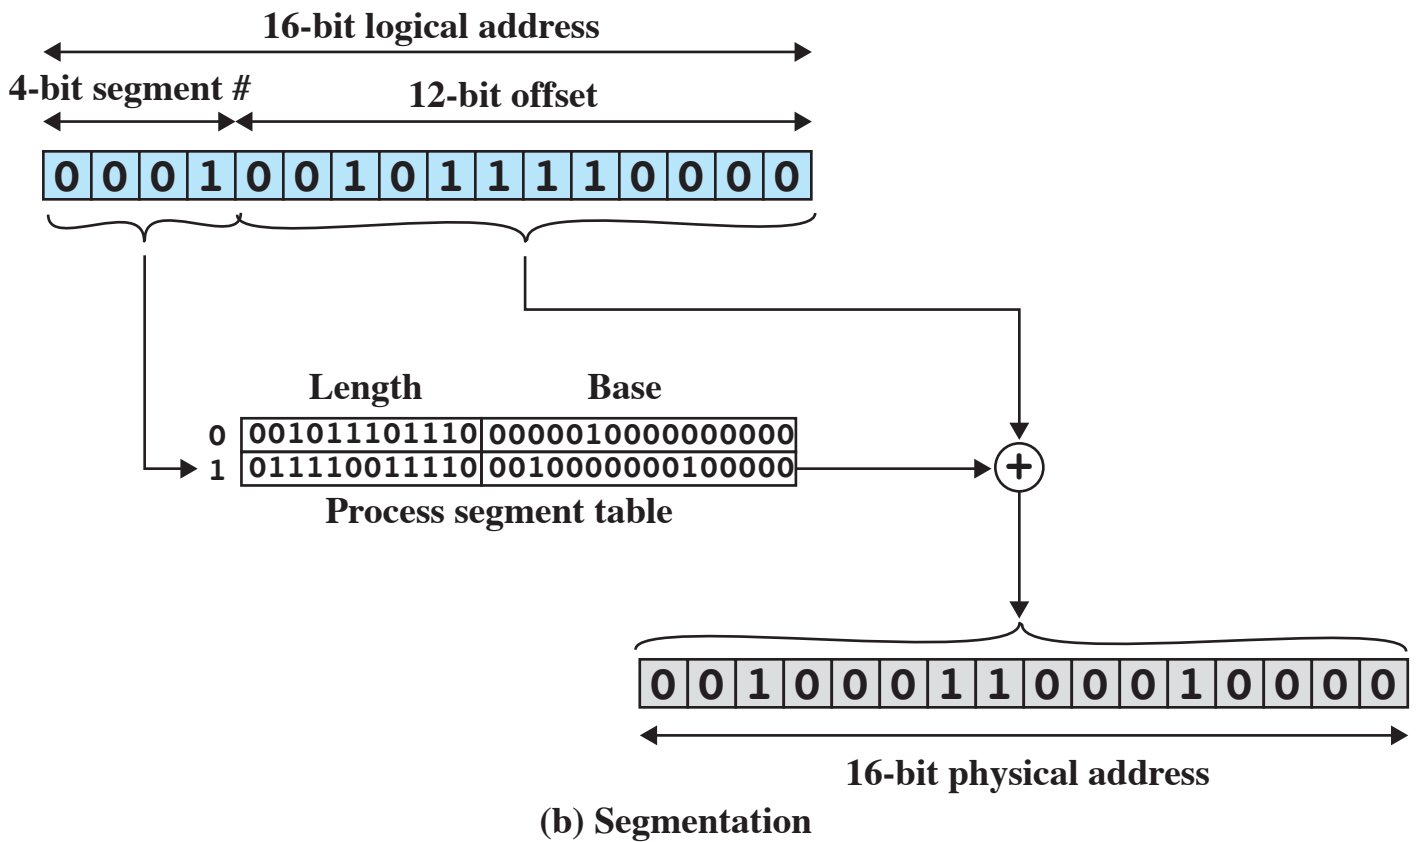 16-bit logical address
4-bit segment # 12-bit offset
0 0 0 1 0 0 1 0 1 1 1 1 0 0 0 0
Length Base
0 001011101110 0000010000000000
1 011110011110 0010000000100000
Process segment table
+
0 0 1 0 0 0 1 1 0 0 0 1 0 0 0 0
16-bit physical address
(b) Segmentation